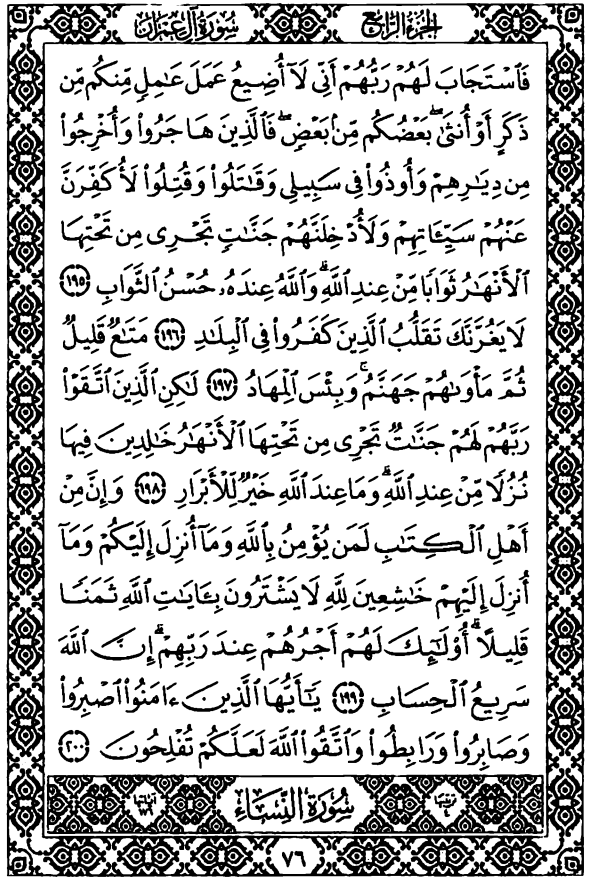 سورة آل عمران
الجزء الرابع
فَٱسْتَجَابَ لَهُمْ رَبُّهُمْ أَنِّى لَآ أُضِيعُ عَمَلَ عَٰمِلٍ مِّنكُم مِّن
ذَكَرٍ أَوْ أُنثَىٰ ۖ بَعْضُكُم مِّنۢ بَعْضٍ ۖ فَٱلَّذِينَ هَاجَرُوا۟ وَأُخْرِجُوا۟
مِن دِيَٰرِهِمْ وَأُوذُوا۟ فِى سَبِيلِى وَقَٰتَلُوا۟ وَقُتِلُوا۟ لَأُكَفِّرَنَّ
عَنْهُمْ سَيِّـَٔاتِهِمْ وَلَأُدْخِلَنَّهُمْ جَنَّٰتٍ تَجْرِى مِن تَحْتِهَا
ٱلْأَنْهَٰرُ ثَوَابًا مِّنْ عِندِ ٱللَّهِ ۗ وَٱللَّهُ عِندَهُۥ حُسْنُ ٱلثَّوَابِ ١٩٥
لَا يَغُرَّنَّكَ تَقَلُّبُ ٱلَّذِينَ كَفَرُوا۟ فِى ٱلْبِلَٰدِ ١٩٦ مَتَٰعٌ قَلِيلٌ
ثُمَّ مَأْوَىٰهُمْ جَهَنَّمُ ۚ وَبِئْسَ ٱلْمِهَادُ ١٩٧ لَٰكِنِ ٱلَّذِينَ ٱتَّقَوْا۟
رَبَّهُمْ لَهُمْ جَنَّٰتٌ تَجْرِى مِن تَحْتِهَا ٱلْأَنْهَٰرُ خَٰلِدِينَ فِيهَا
نُزُلًا مِّنْ عِندِ ٱللَّهِ ۗ وَمَا عِندَ ٱللَّهِ خَيْرٌ لِّلْأَبْرَارِ ١٩٨ وَإِنَّ مِنْ
أَهْلِ ٱلْكِتَٰبِ لَمَن يُؤْمِنُ بِٱللَّهِ وَمَآ أُنزِلَ إِلَيْكُمْ وَمَآ
أُنزِلَ إِلَيْهِمْ خَٰشِعِينَ لِلَّهِ لَا يَشْتَرُونَ بِـَٔايَٰتِ ٱللَّهِ ثَمَنًا
قَلِيلًا ۗ أُو۟لَٰٓئِكَ لَهُمْ أَجْرُهُمْ عِندَ رَبِّهِمْ ۗ إِنَّ ٱللَّهَ
سَرِيعُ ٱلْحِسَابِ ١٩٩ يَٰٓأَيُّهَا ٱلَّذِينَ ءَامَنُوا۟ ٱصْبِرُوا۟
وَصَابِرُوا۟ وَرَابِطُوا۟ وَٱتَّقُوا۟ ٱللَّهَ لَعَلَّكُمْ تُفْلِحُونَ ٢٠٠
سُورَةُ النِّسَاءِ
٧٦